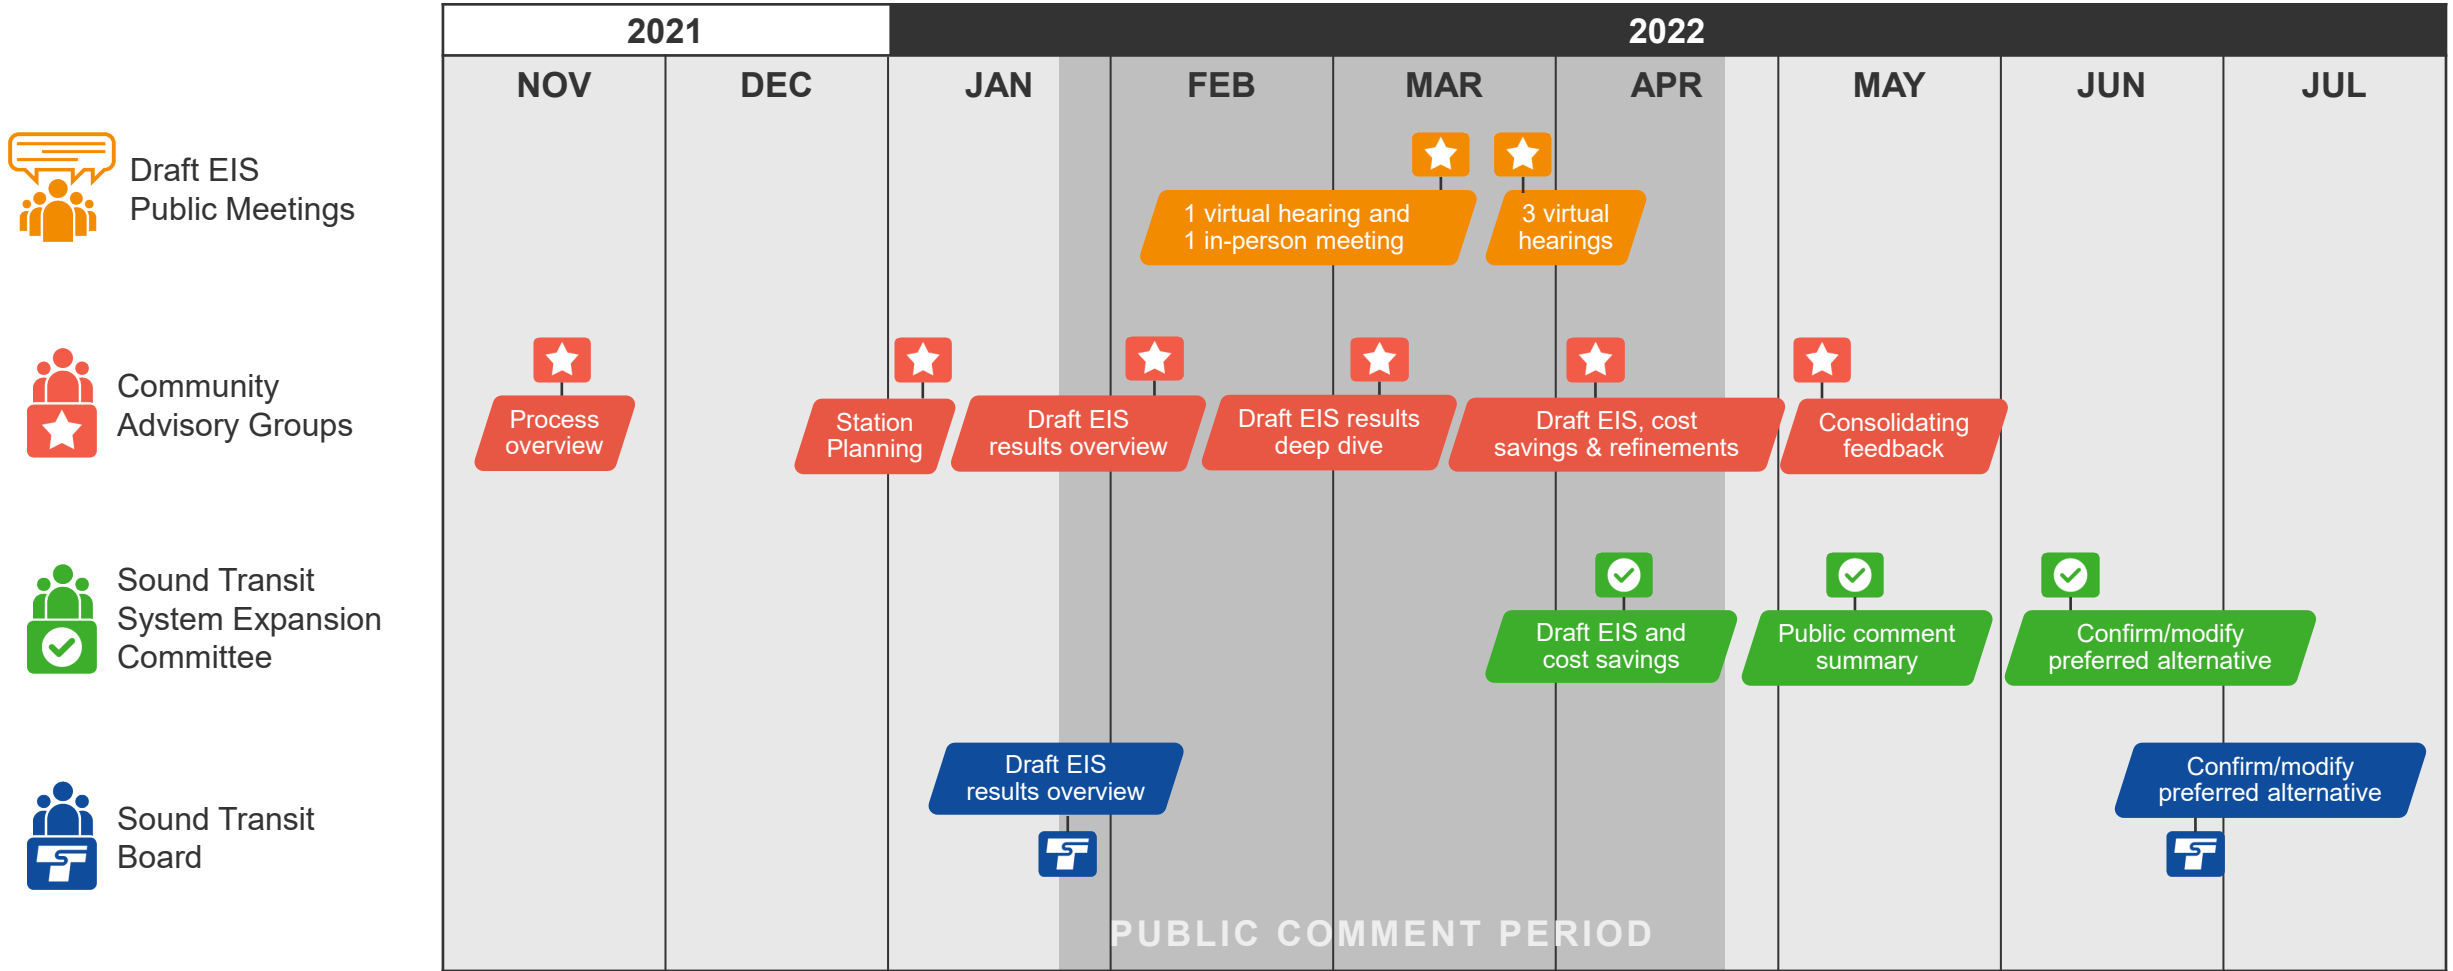 2021
2022
NOV
DEC
JAN
FEB
MAR
APR
MAY
JUN
JUL
Draft EIS
Public Meetings
1 virtual hearing and
1 in-person meeting
3 virtual
hearings
Community
Advisory Groups
Process
overview
Station
Planning
Draft EIS
results overview
Draft EIS results
deep dive
Draft EIS, cost
savings & refinements
Consolidating
feedback
Sound Transit
System Expansion
Committee
Draft EIS and
cost savings
Public comment
summary
Confirm/modify
preferred alternative
Sound Transit
Board
Draft EIS
results overview
Confirm/modify
preferred alternative
PUBLIC COMMENT PERIOD